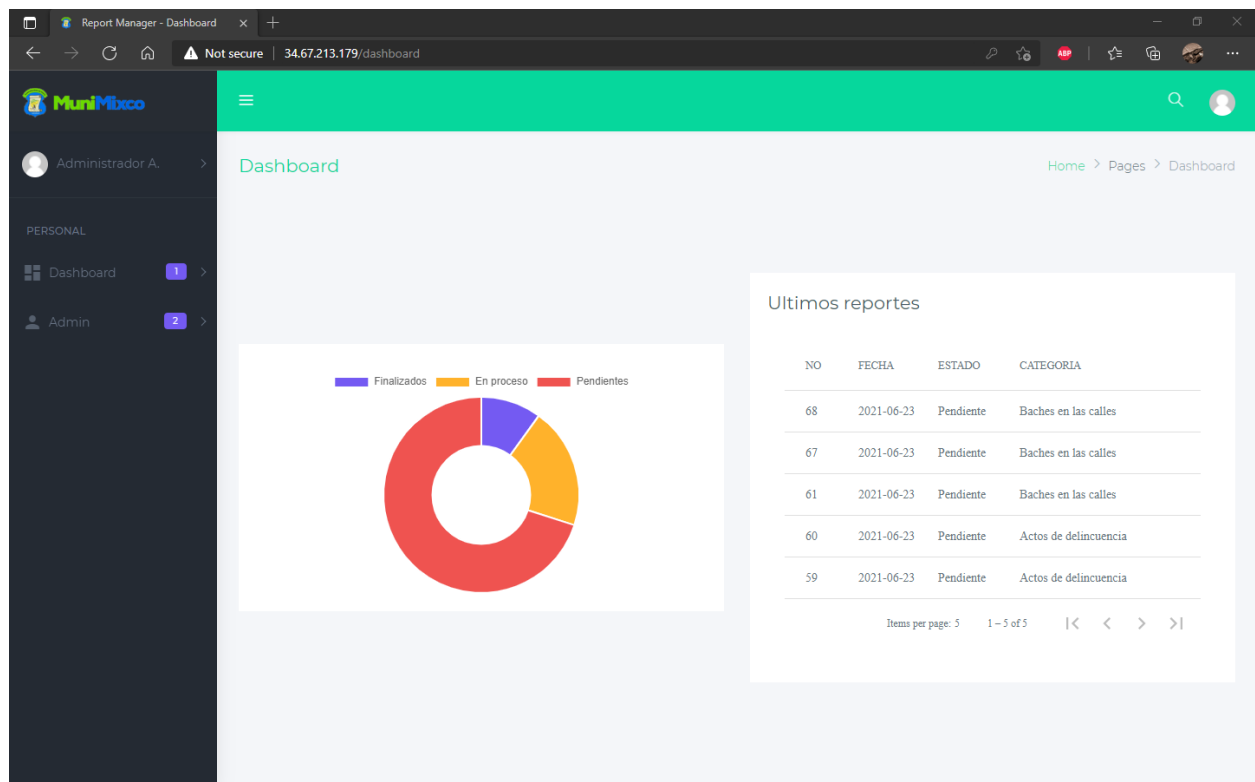 Report Manager - Dashboard
Not secure | 34.67.213.179/dashboard
ABP
MuniMixco
Administrador A.
PERSONAL
Dashboard 1
Admin 2
Dashboard
Home > Pages > Dashboard
Finalizados En proceso Pendientes
Ultimos reportes
NO FECHA ESTADO CATEGORIA
68 2021-06-23 Pendiente Baches en las calles
67 2021-06-23 Pendiente Baches en las calles
61 2021-06-23 Pendiente Baches en las calles
60 2021-06-23 Pendiente Actos de delincuencia
59 2021-06-23 Pendiente Actos de delincuencia
Items per page: 5 1 – 5 of 5